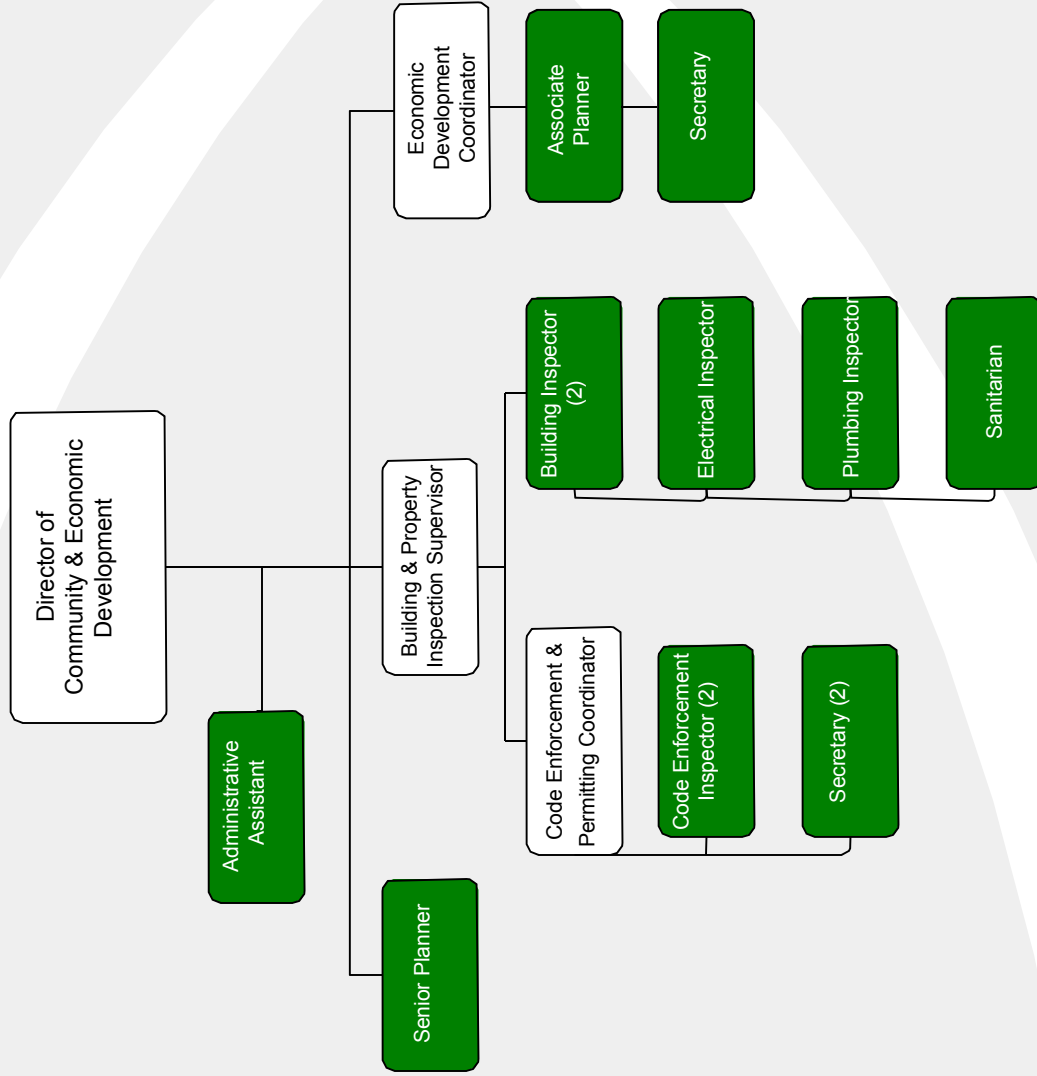 Director of
Community & Economic
Development
Administrative
Assistant
Senior Planner
Building & Property
Inspection Supervisor
Economic
Development
Coordinator
Code Enforcement &
Permitting Coordinator
Code Enforcement
Inspector (2)
Secretary (2)
Building Inspector
(2)
Electrical Inspector
Plumbing Inspector
Sanitarian
Associate
Planner
Secretary